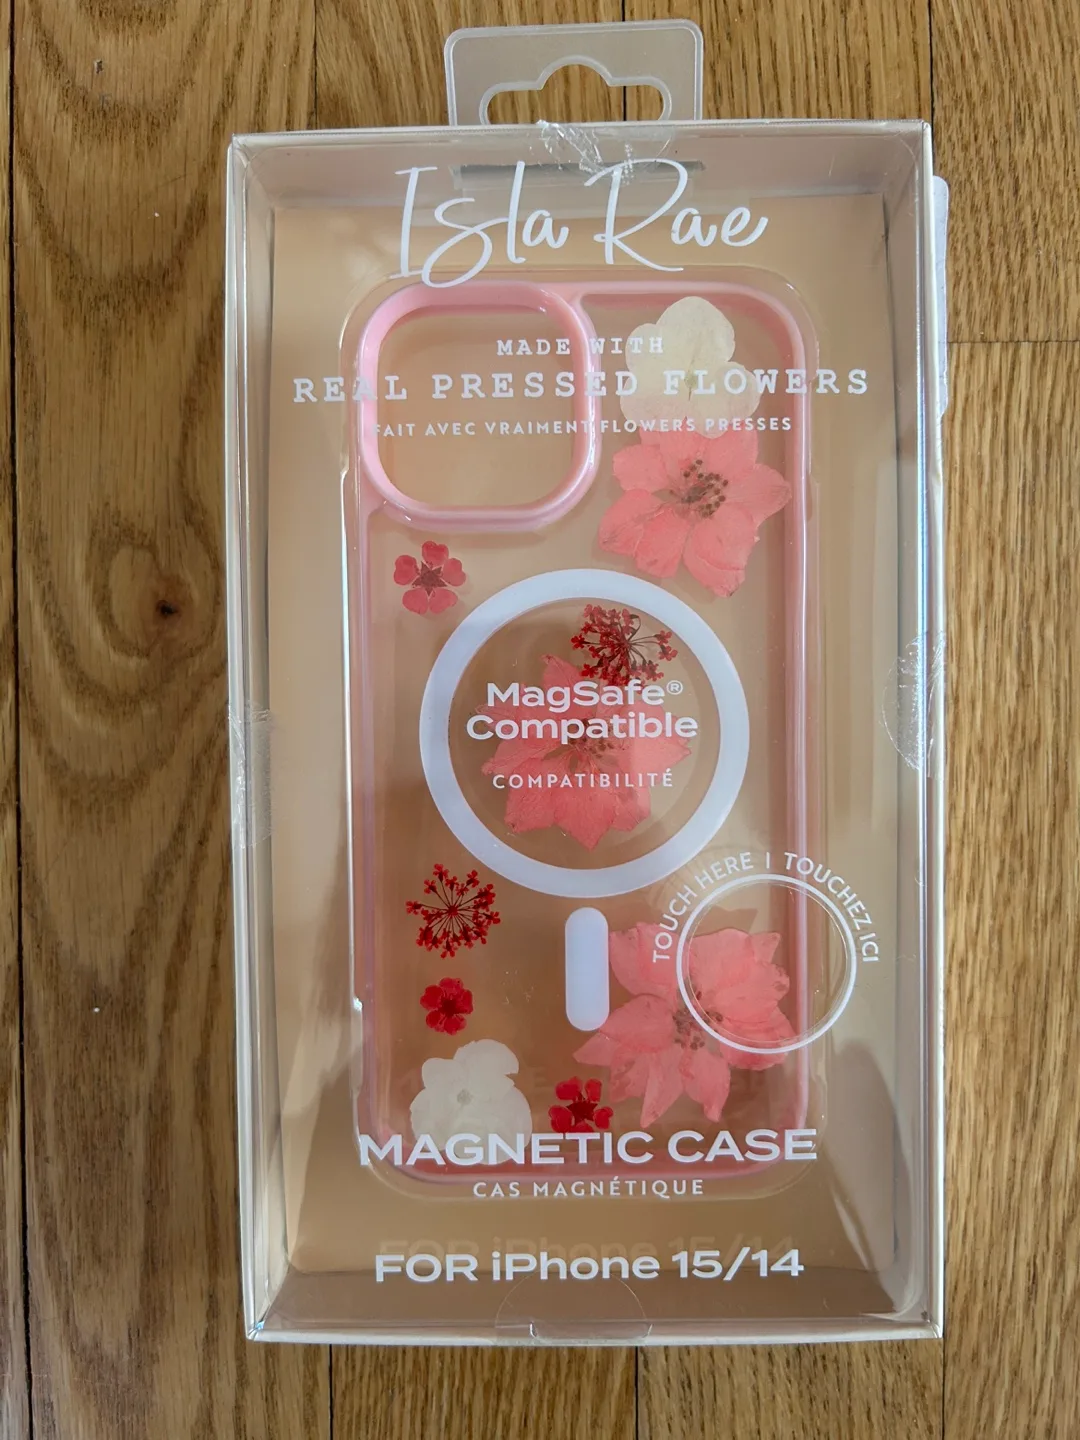 Isla Rae
MADE WITH
REAL PRESSED FLOWERS
FAIT AVEC VRAIMENT FLOWERS PRESSES
MagSafe®
Compatible
COMPATIBILITÉ
TOUCH HERE | TOUCHEZ ICI
MAGNETIC CASE
CAS MAGNÉTIQUE
FOR iPhone 15/14